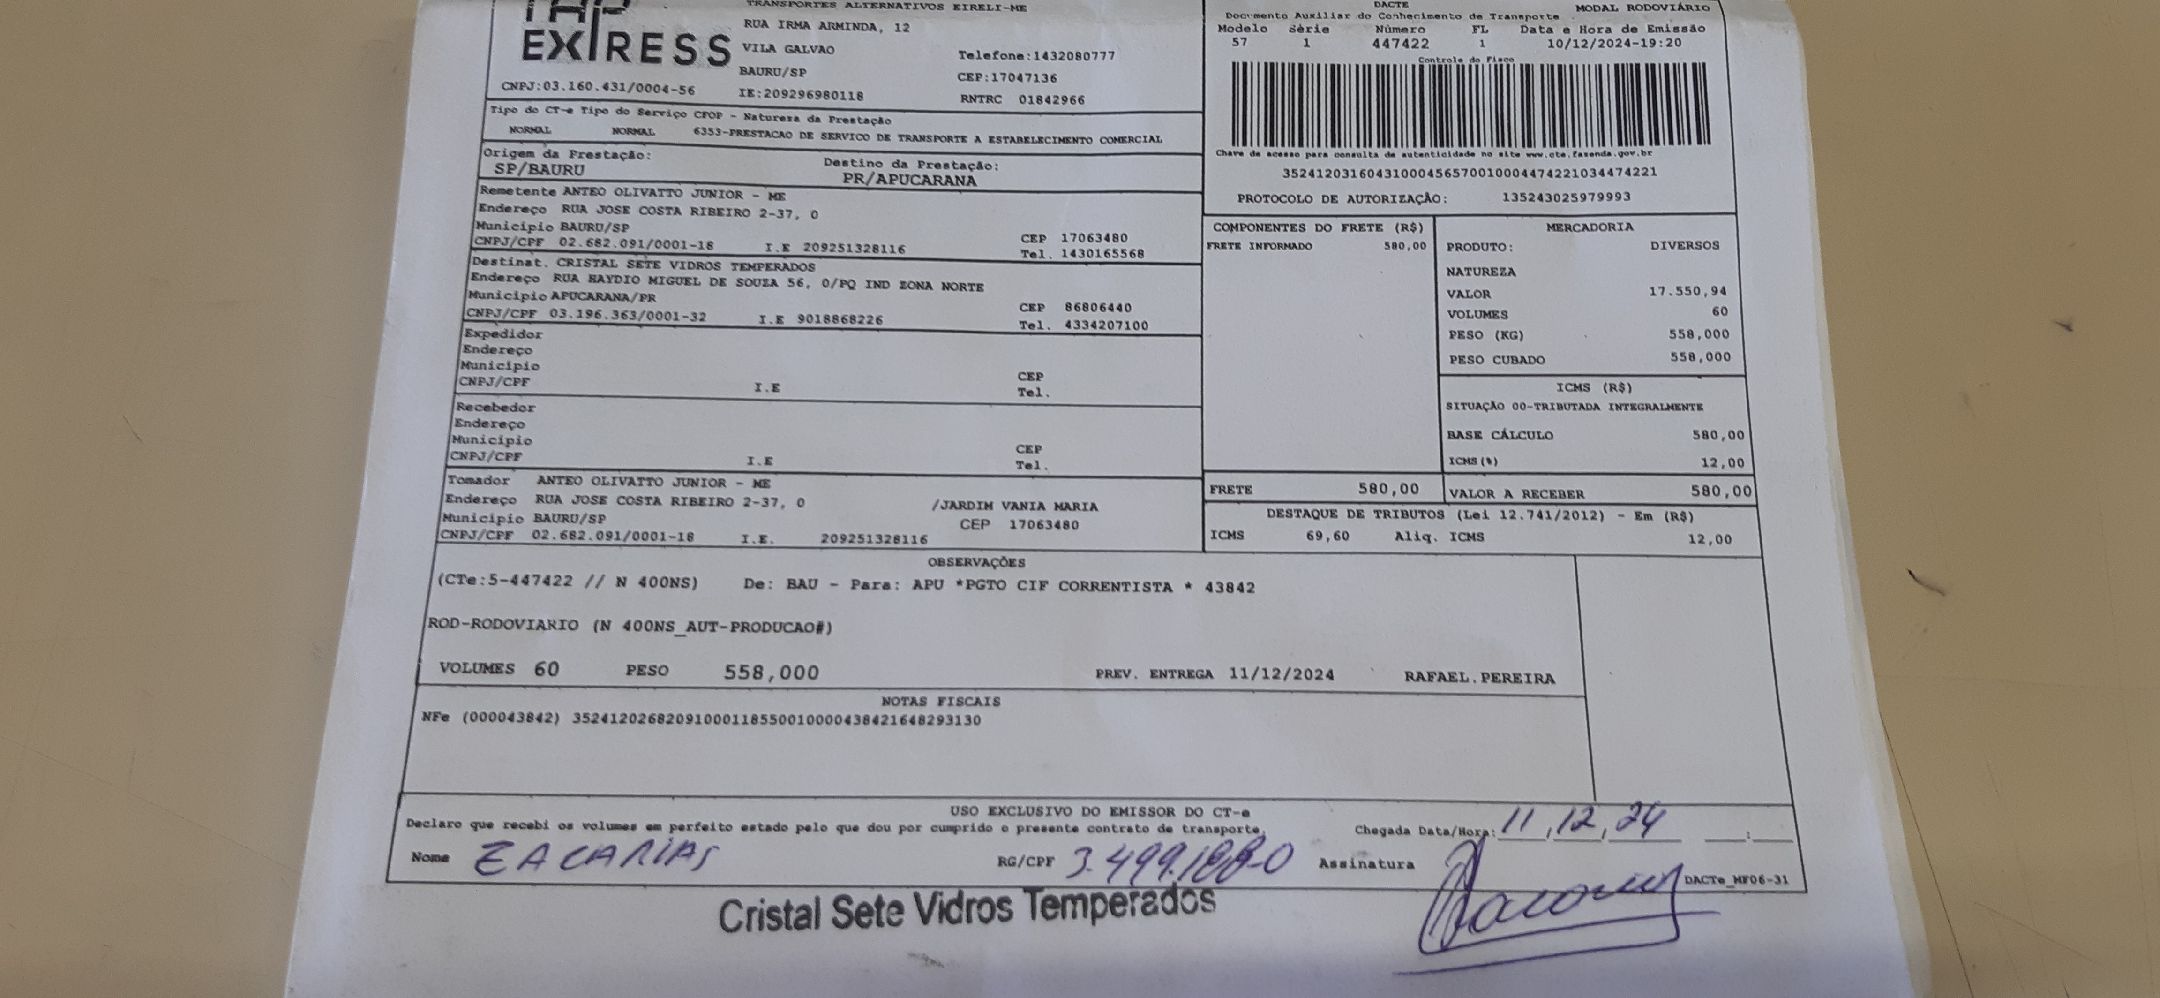 EXPRESS
TRANSPORTES ALTERNATIVOS EIRELI-ME
RUA IRMA ARMINDA, 12
VILA GALVAO
Telefone:1432080777
BAURU/SP
CEP:17047136
CNPJ:03.160.431/0004-56
IE:209296980118
RNTRC 01842966
DACTE
MODAL RODOVIÁRIO
Documento Auxiliar do Conhecimento de Transporte
Modelo série Número FL Data e Hora de Emissão
57 1 447422 1 10/12/2024-19:20
Controle do Fisco
Chave de acesso para consulta de autenticidade no site www.cte.fazenda.gov.br
35241203160431000456570010004474221034474221
PROTOCOLO DE AUTORIZAÇÃO: 135243025979993
Tipo do CT-e Tipo do Serviço CFOP - Natureza da Prestação
NORMAL NORMAL 6353-PRESTACAO DE SERVICO DE TRANSPORTE A ESTABELECIMENTO COMERCIAL
Origem da Prestação: Destino da Prestação:
SP/BAURU PR/APUCARANA
Remetente ANTEO OLIVATTO JUNIOR - ME
Endereço RUA JOSE COSTA RIBEIRO 2-37, 0
Município BAURU/SP CEP 17063480
CNPJ/CPF 02.682.091/0001-18 I.E 209251328116 Tel. 1430165568
Destinat. CRISTAL SETE VIDROS TEMPERADOS
Endereço RUA HAYDIO MIGUEL DE SOUZA 56, 0/PQ IND ZONA NORTE
Município APUCARANA/PR CEP 86806440
CNPJ/CPF 03.196.363/0001-32 I.E 9018868226 Tel. 4334207100
Expedidor
Endereço
Município CEP
CNPJ/CPF I.E Tel.
Recebedor
Endereço
Município CEP
CNPJ/CPF I.E Tel.
Tomador ANTEO OLIVATTO JUNIOR - ME
Endereço RUA JOSE COSTA RIBEIRO 2-37, 0 /JARDIM VANIA MARIA
Município BAURU/SP CEP 17063480
CNPJ/CPF 02.682.091/0001-18 I.E. 209251328116
COMPONENTES DO FRETE (R$)
FRETE INFORMADO 580,00
MERCADORIA
PRODUTO: DIVERSOS
NATUREZA
VALOR 17.550,94
VOLUMES 60
PESO (KG) 558,000
PESO CUBADO 558,000
ICMS (R$)
SITUAÇÃO 00-TRIBUTADA INTEGRALMENTE
BASE CÁLCULO 580,00
ICMS(%) 12,00
FRETE 580,00 VALOR A RECEBER 580,00
DESTAQUE DE TRIBUTOS (Lei 12.741/2012) - Em (R$)
ICMS 69,60 Aliq. ICMS 12,00
OBSERVAÇÕES
(CTe:5-447422 // N 400NS) De: BAU - Para: APU *PGTO CIF CORRENTISTA * 43842
ROD-RODOVIARIO (N 400NS_AUT-PRODUCAO#)
VOLUMES 60 PESO 558,000 PREV. ENTREGA 11/12/2024 RAFAEL.PEREIRA
NOTAS FISCAIS
NFe (000043842) 35241202682091000118550010000438421648293130
USO EXCLUSIVO DO EMISSOR DO CT-e
Declaro que recebi os volumes em perfeito estado pelo que dou por cumprido o presente contrato de transporte. Chegada Data/Hora: 11, 12, 24
Nome ZACARIAS RG/CPF Assinatura
DACTe_MF06-31
Cristal Sete Vidros Temperados